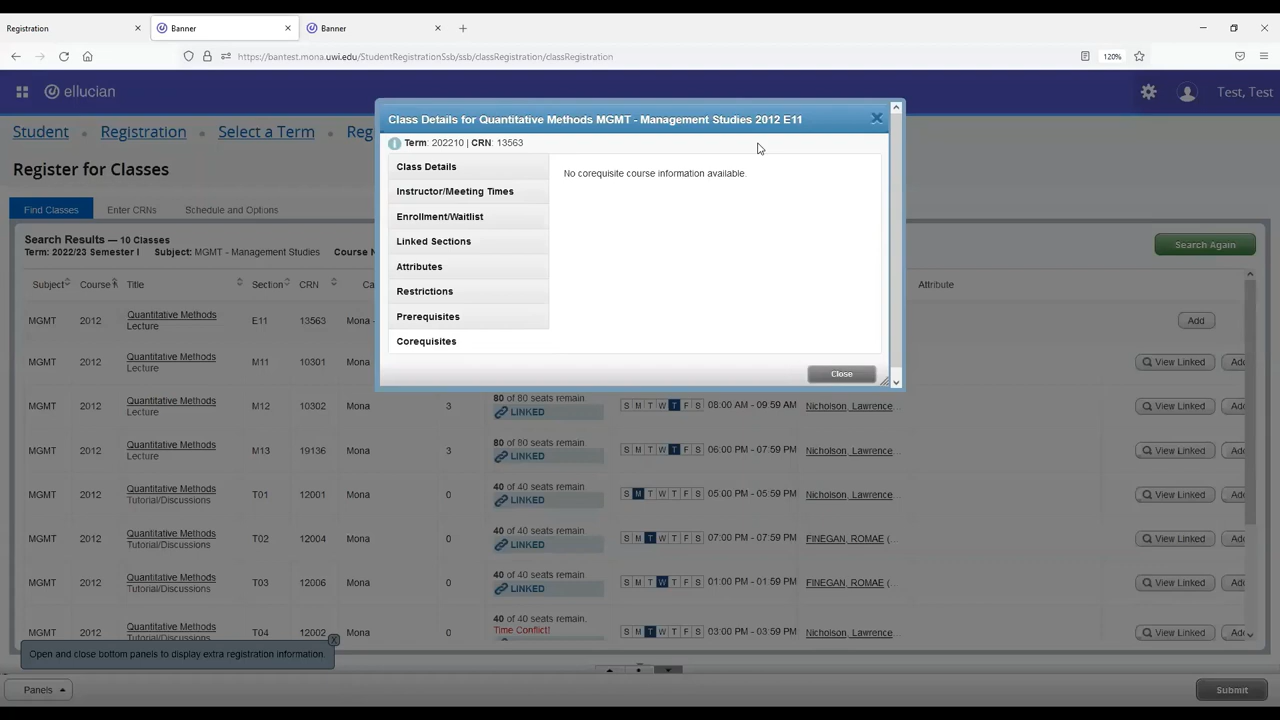 Registration
Banner
Banner
https://bantest.mona.uwi.edu/StudentRegistrationSsb/ssb/classRegistration/classRegistration
120%
ellucian
Test, Test
Student
Registration
Select a Term
Reg
Register for Classes
Find Classes
Enter CRNs
Schedule and Options
Search Results — 10 Classes
Term: 2022/23 Semester I Subject: MGMT - Management Studies Course N
Search Again
Subject Course Title Section CRN Ca Attribute
MGMT 2012 Quantitative Methods E11 13563 Mona - Add
Lecture
MGMT 2012 Quantitative Methods M11 10301 Mona View Linked Add
Lecture
MGMT 2012 Quantitative Methods M12 10302 Mona 3 80 of 80 seats remain. S M T W T F S 08:00 AM - 09:59 AM Nicholson, Lawrence... View Linked Add
Lecture LINKED
MGMT 2012 Quantitative Methods M13 19136 Mona 3 80 of 80 seats remain. S M T W T F S 06:00 PM - 07:59 PM Nicholson, Lawrence... View Linked Add
Lecture LINKED
MGMT 2012 Quantitative Methods T01 12001 Mona 0 40 of 40 seats remain. S M T W T F S 05:00 PM - 05:59 PM Nicholson, Lawrence... View Linked Add
Tutorial/Discussions LINKED
MGMT 2012 Quantitative Methods T02 12004 Mona 0 40 of 40 seats remain. S M T W T F S 07:00 PM - 07:59 PM FINEGAN, ROMAE (... View Linked Add
Tutorial/Discussions LINKED
MGMT 2012 Quantitative Methods T03 12006 Mona 0 40 of 40 seats remain. S M T W T F S 01:00 PM - 01:59 PM FINEGAN, ROMAE (... View Linked Add
Tutorial/Discussions LINKED
MGMT 2012 Quantitative Methods T04 12002 Mona 0 40 of 40 seats remain. S M T W T F S 03:00 PM - 03:59 PM Nicholson, Lawrence... View Linked Add
Tutorial/Discussions Time Conflict!
Class Details for Quantitative Methods MGMT - Management Studies 2012 E11
Term: 202210 | CRN: 13563
Class Details
Instructor/Meeting Times
Enrollment/Waitlist
Linked Sections
Attributes
Restrictions
Prerequisites
Corequisites
No corequisite course information available.
Close
Open and close bottom panels to display extra registration information.
Panels
Submit